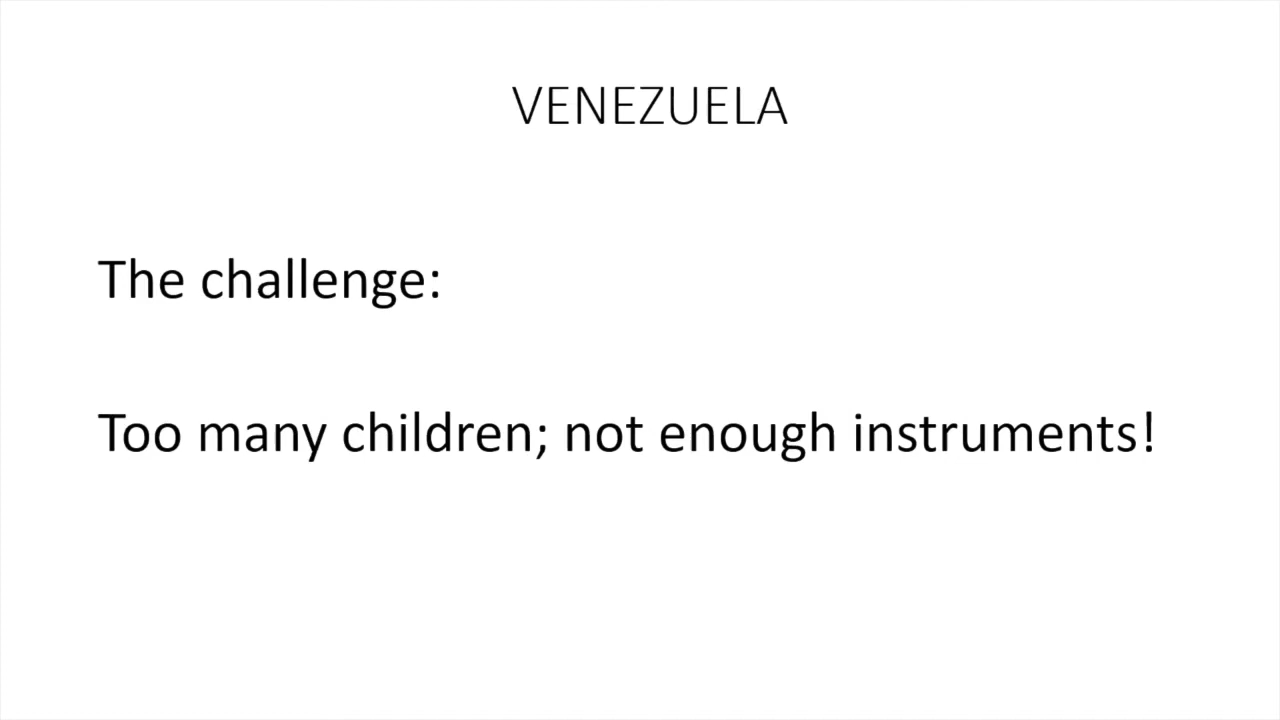 VENEZUELA
The challenge:
Too many children; not enough instruments!